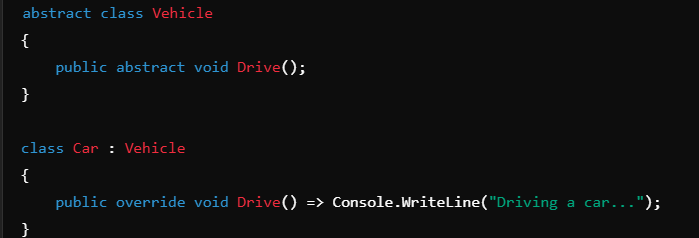 abstract class Vehicle
{
    public abstract void Drive();
}

class Car : Vehicle
{
    public override void Drive() => Console.WriteLine("Driving a car...");
}